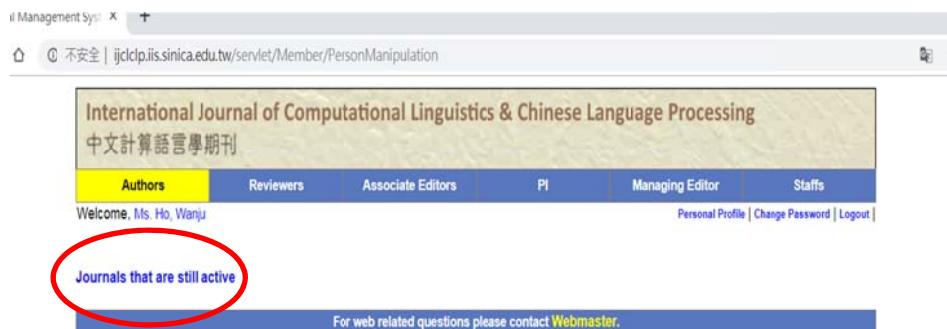 al Management Syst X +
不安全 | ijclclp.iis.sinica.edu.tw/servlet/Member/PersonManipulation
International Journal of Computational Linguistics & Chinese Language Processing
中文計算語言學期刊
Authors Reviewers Associate Editors PI Managing Editor Staffs
Welcome, Ms. Ho, Wanju Personal Profile | Change Password | Logout |
Journals that are still active
For web related questions please contact Webmaster.